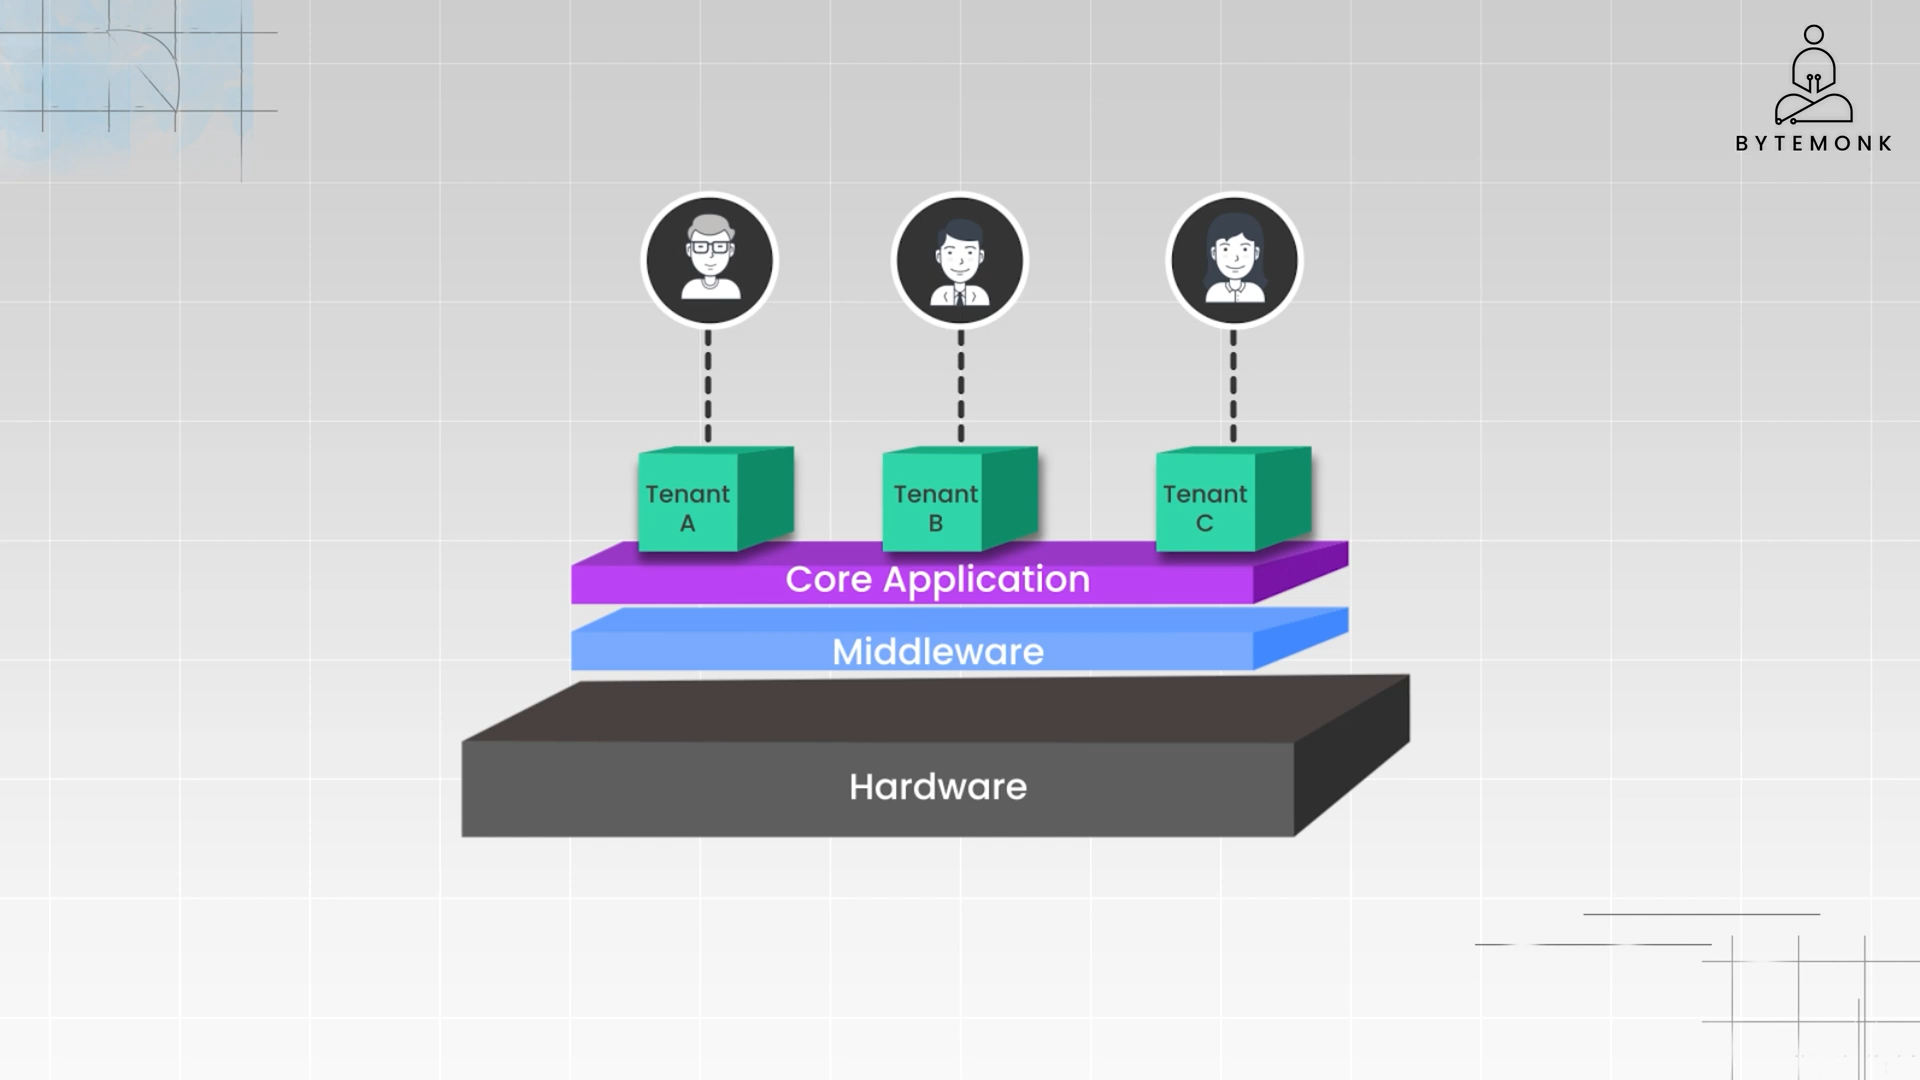 BYTEMONK
Tenant
A
Tenant
B
Tenant
C
Core Application
Middleware
Hardware